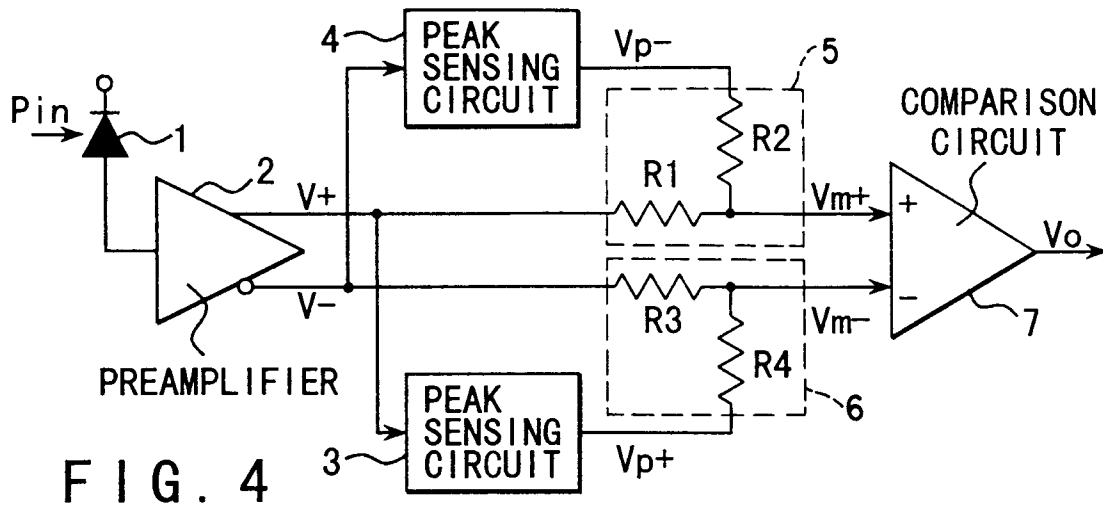 4
PEAK
SENSING
CIRCUIT
Vp-
5
COMPARISON
CIRCUIT
Pin
1
2
V+
R1
R2
Vm+
+
Vo
V-
R3
Vm-
-
7
PREAMPLIFIER
R4
6
PEAK
SENSING
CIRCUIT
3
Vp+
FIG. 4